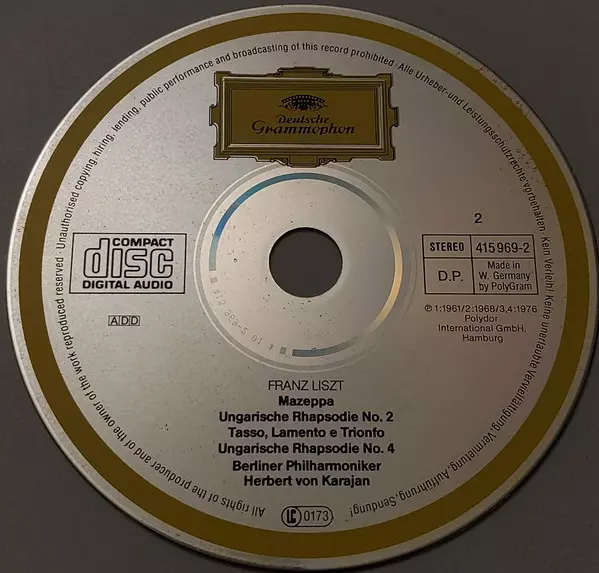 Unauthorised copying, hiring, lending, public performance and broadcasting of this record prohibited · Alle Urheber- und Leistungsschutzrechte vorbehalten · Kein Verleih! Keine unerlaubte Vervielfältigung, Vermietung, Aufführung, Sendung!
All rights of the producer and of the owner of the work reproduced reserved ·
Deutsche
Grammophon
2
COMPACT
disc
DIGITAL AUDIO
STEREO 415 969-2
D.P. Made in
W. Germany
by PolyGram
ADD
℗ 1:1961/2:1968/3,4:1976
Polydor
International GmbH,
Hamburg
FRANZ LISZT
Mazeppa
Ungarische Rhapsodie No. 2
Tasso, Lamento e Trionfo
Ungarische Rhapsodie No. 4
Berliner Philharmoniker
Herbert von Karajan
LC 0173